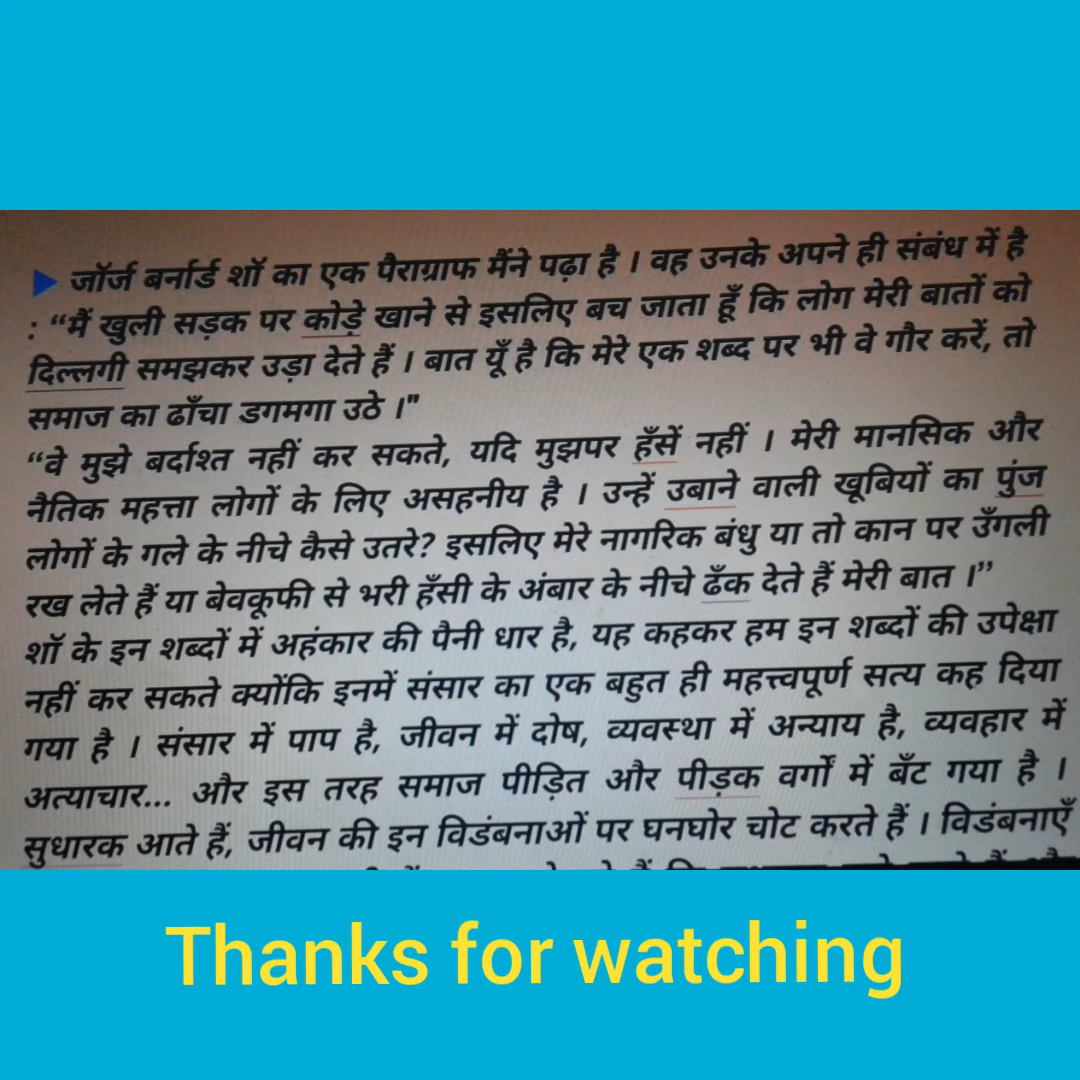 ▶ जॉर्ज बर्नार्ड शॉ का एक पैराग्राफ मैंने पढ़ा है । वह उनके अपने ही संबंध में है
: “मैं खुली सड़क पर कोड़े खाने से इसलिए बच जाता हूँ कि लोग मेरी बातों को
दिल्लगी समझकर उड़ा देते हैं । बात यूँ है कि मेरे एक शब्द पर भी वे गौर करें, तो
समाज का ढाँचा डगमगा उठे ।"
“वे मुझे बर्दाश्त नहीं कर सकते, यदि मुझपर हँसें नहीं । मेरी मानसिक और
नैतिक महत्ता लोगों के लिए असहनीय है । उन्हें उबाने वाली खूबियों का पुंज
लोगों के गले के नीचे कैसे उतरे? इसलिए मेरे नागरिक बंधु या तो कान पर उँगली
रख लेते हैं या बेवकूफी से भरी हँसी के अंबार के नीचे ढँक देते हैं मेरी बात ।”
शॉ के इन शब्दों में अहंकार की पैनी धार है, यह कहकर हम इन शब्दों की उपेक्षा
नहीं कर सकते क्योंकि इनमें संसार का एक बहुत ही महत्त्वपूर्ण सत्य कह दिया
गया है । संसार में पाप है, जीवन में दोष, व्यवस्था में अन्याय है, व्यवहार में
अत्याचार... और इस तरह समाज पीड़ित और पीड़क वर्गों में बँट गया है ।
सुधारक आते हैं, जीवन की इन विडंबनाओं पर घनघोर चोट करते हैं । विडंबनाएँ
Thanks for watching